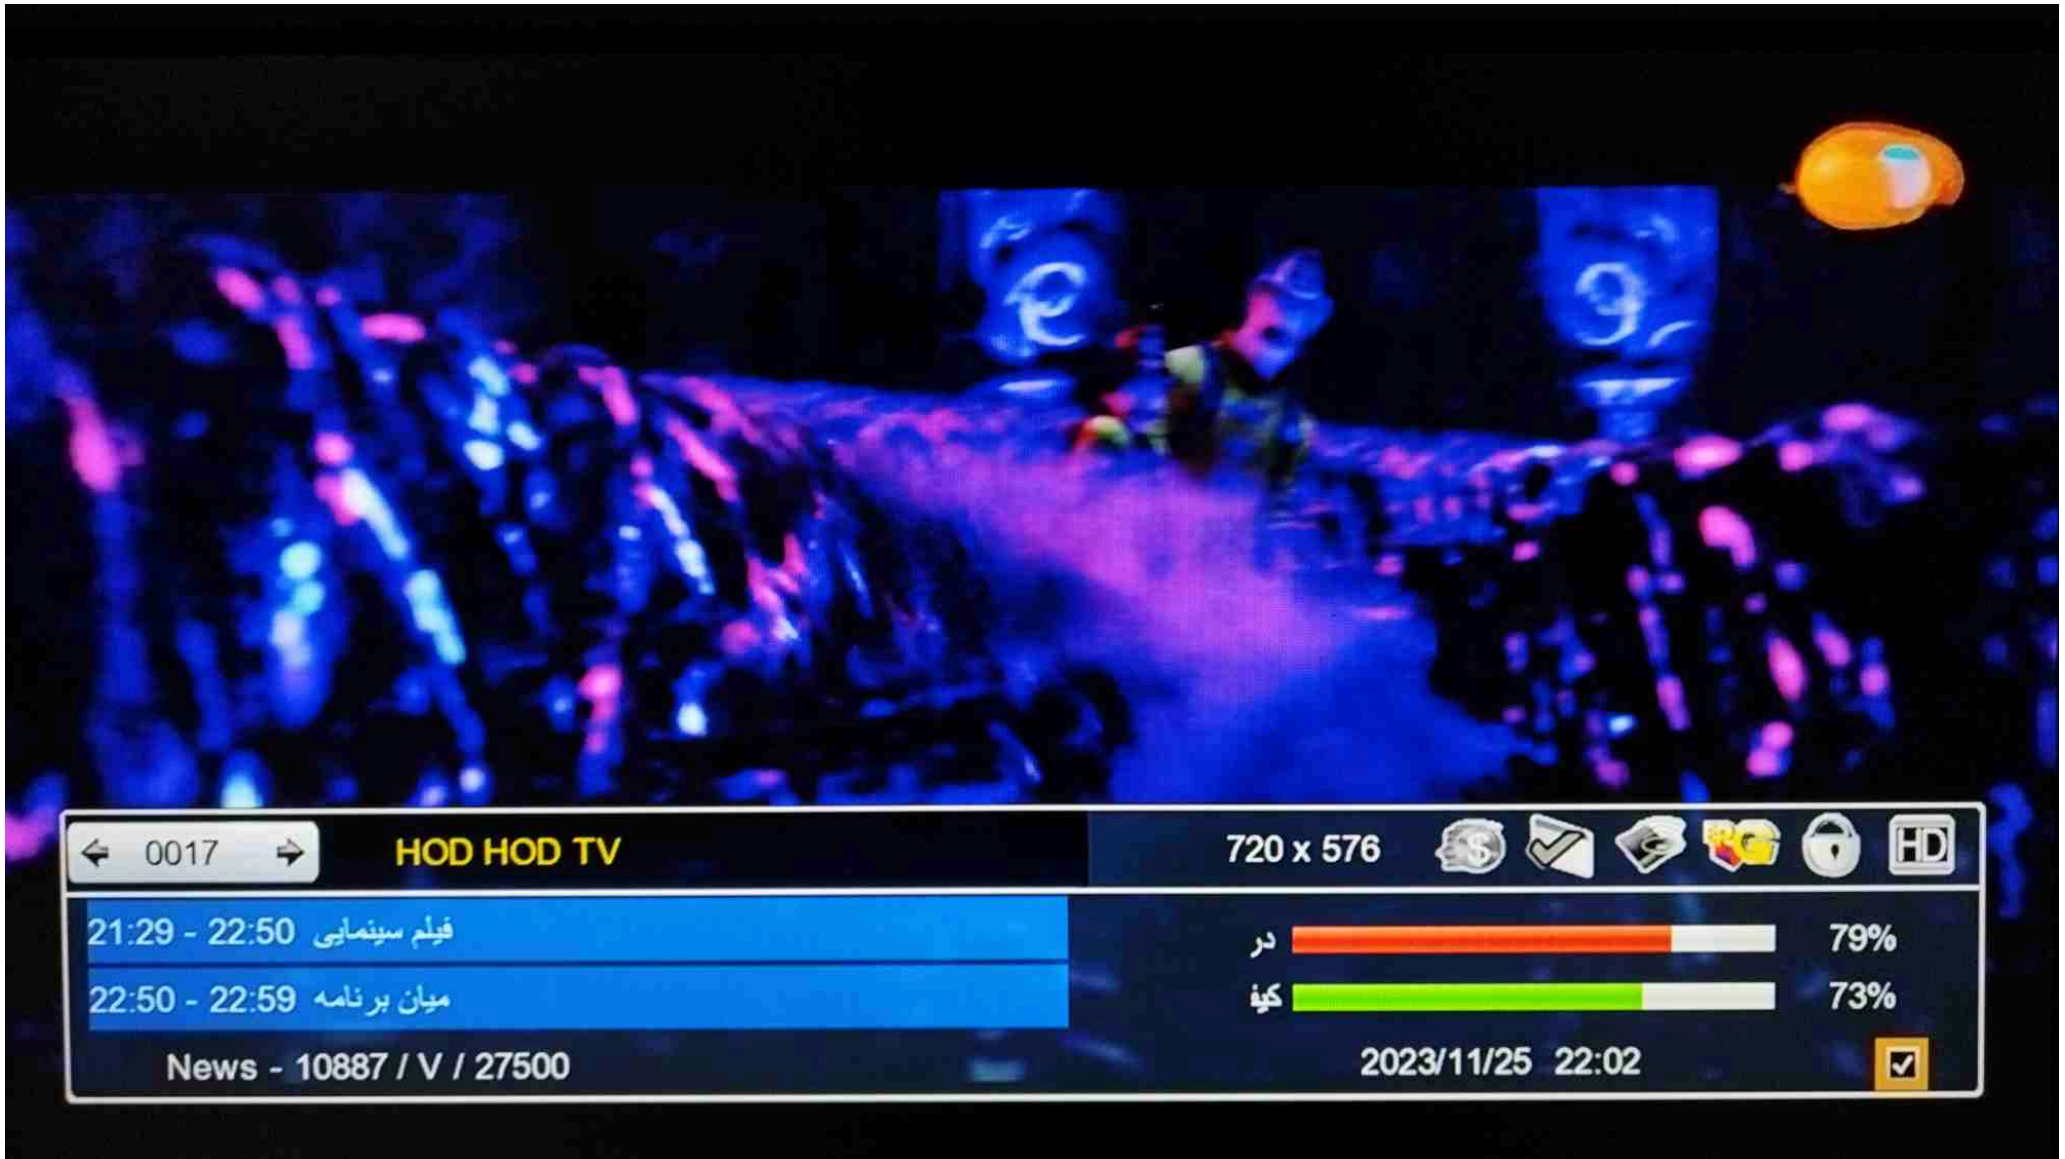 0017 HOD HOD TV 720 x 576 HD
21:29 - 22:50 فیلم سینمایی
در 79%
22:50 - 22:59 میان برنامه
کیف 73%
News - 10887 / V / 27500
2023/11/25 22:02